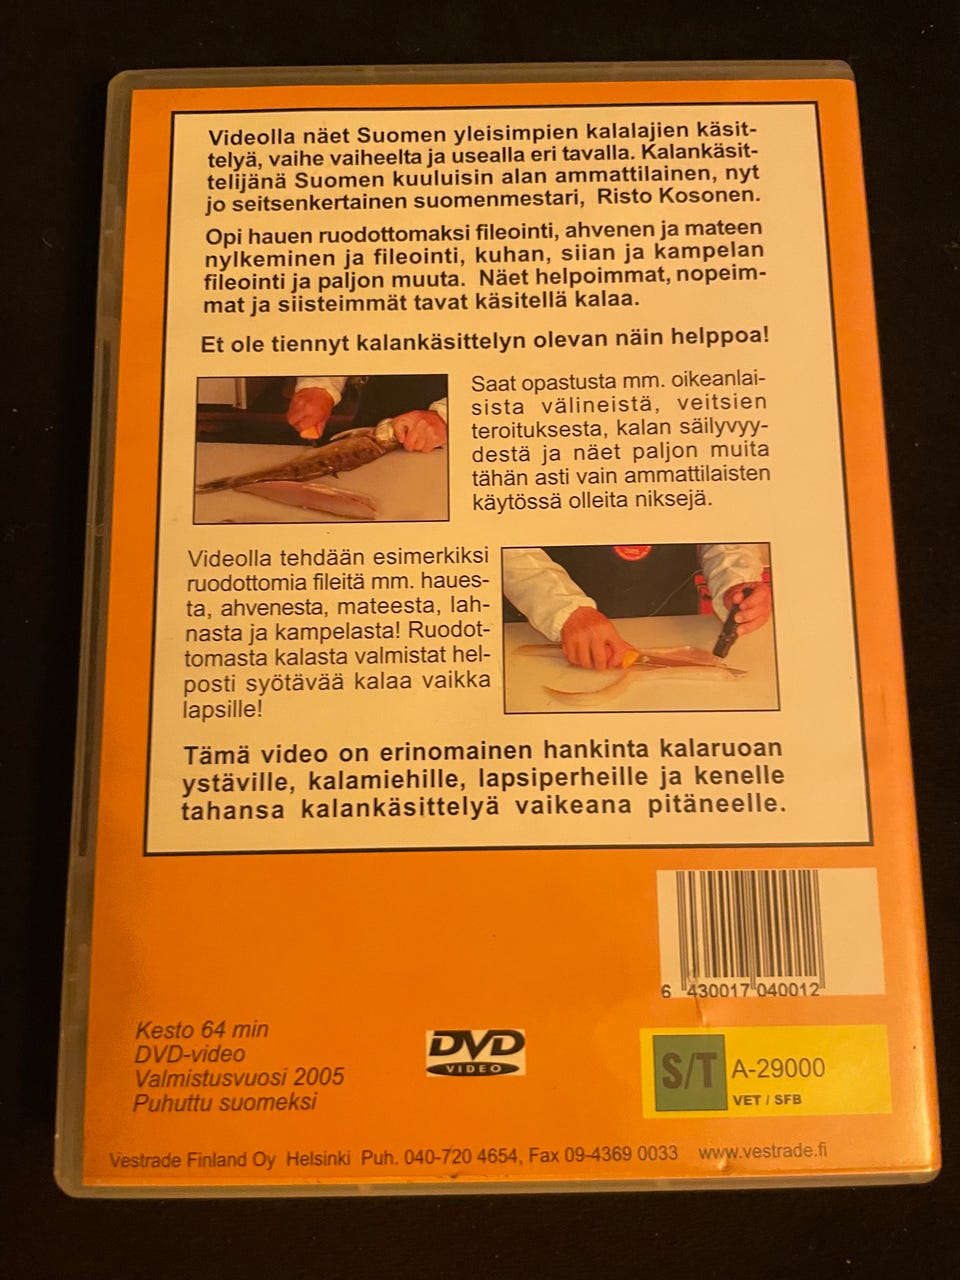 Videolla näet Suomen yleisimpien kalalajien käsit-
telyä, vaihe vaiheelta ja usealla eri tavalla. Kalankäsit-
telijänä Suomen kuuluisin alan ammattilainen, nyt
jo seitsenkertainen suomenmestari, Risto Kosonen.
Opi hauen ruodottomaksi fileointi, ahvenen ja mateen
nylkeminen ja fileointi, kuhan, siian ja kampelan
fileointi ja paljon muuta. Näet helpoimmat, nopeim-
mat ja siisteimmät tavat käsitellä kalaa.
Et ole tiennyt kalankäsittelyn olevan näin helppoa!
Saat opastusta mm. oikeanlai-
sista välineistä, veitsien
teroituksesta, kalan säilyvyy-
destä ja näet paljon muita
tähän asti vain ammattilaisten
käytössä olleita niksejä.
Videolla tehdään esimerkiksi
ruodottomia fileitä mm. haues-
ta, ahvenesta, mateesta, lah-
nasta ja kampelasta! Ruodot-
tomasta kalasta valmistat hel-
posti syötävää kalaa vaikka
lapsille!
Tämä video on erinomainen hankinta kalaruoan
ystäville, kalamiehille, lapsiperheille ja kenelle
tahansa kalankäsittelyä vaikeana pitäneelle.
6 430017 040012
Kesto 64 min
DVD-video
Valmistusvuosi 2005
Puhuttu suomeksi
DVD
VIDEO
S/T A-29000
VET / SFB
Vestrade Finland Oy Helsinki Puh. 040-720 4654, Fax 09-4369 0033 www.vestrade.fi